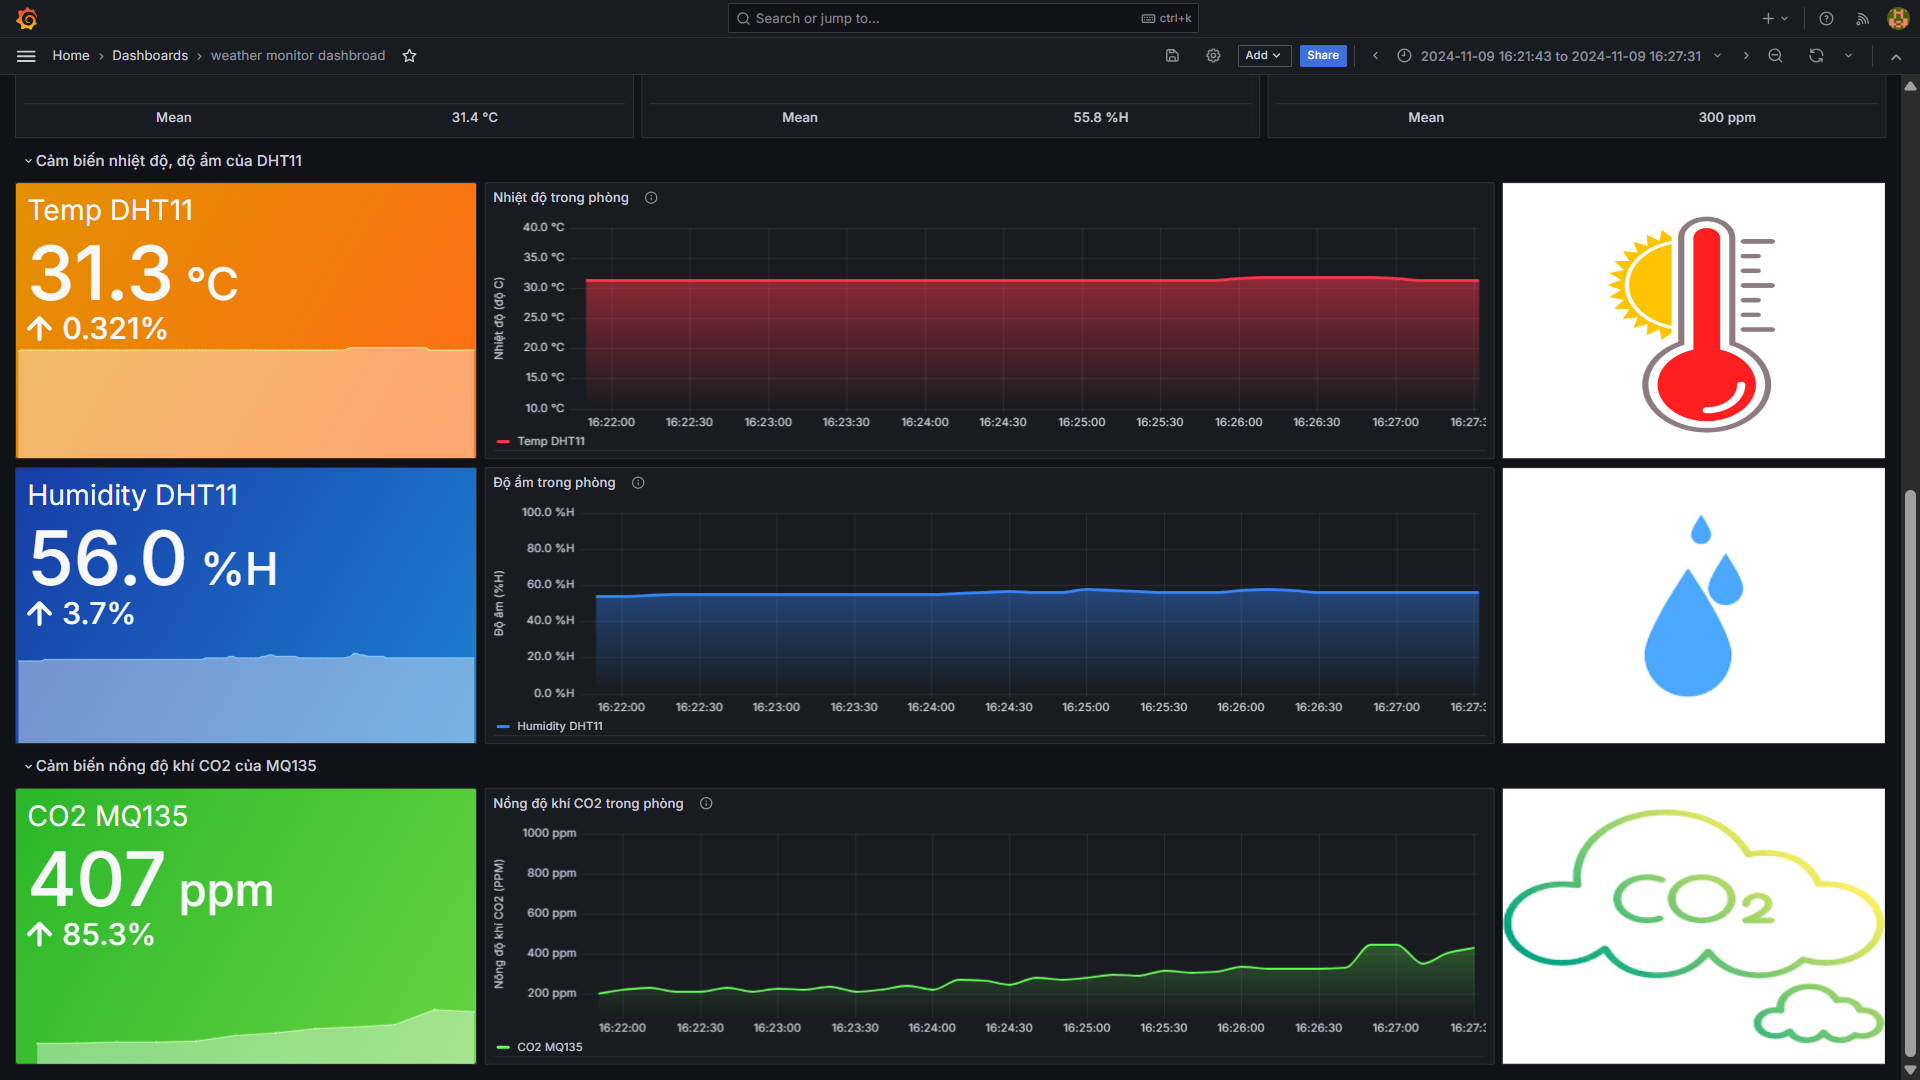 Search or jump to...
ctrl+k
Home › Dashboards › weather monitor dashbroad
Add
Share
2024-11-09 16:21:43 to 2024-11-09 16:27:31
Mean 31.4 °C
Mean 55.8 %H
Mean 300 ppm
Cảm biến nhiệt độ, độ ẩm của DHT11
Temp DHT11
31.3 °C
0.321%
Nhiệt độ trong phòng
Nhiệt độ (độ C)
40.0 °C
35.0 °C
30.0 °C
25.0 °C
20.0 °C
15.0 °C
10.0 °C
16:22:00 16:22:30 16:23:00 16:23:30 16:24:00 16:24:30 16:25:00 16:25:30 16:26:00 16:26:30 16:27:00 16:27:
Temp DHT11
Humidity DHT11
56.0 %H
3.7%
Độ ẩm trong phòng
Độ ẩm (%H)
100.0 %H
80.0 %H
60.0 %H
40.0 %H
20.0 %H
0.0 %H
16:22:00 16:22:30 16:23:00 16:23:30 16:24:00 16:24:30 16:25:00 16:25:30 16:26:00 16:26:30 16:27:00 16:27:
Humidity DHT11
Cảm biến nồng độ khí CO2 của MQ135
CO2 MQ135
407 ppm
85.3%
Nồng độ khí CO2 trong phòng
Nồng độ khí CO2 (PPM)
1000 ppm
800 ppm
600 ppm
400 ppm
200 ppm
16:22:00 16:22:30 16:23:00 16:23:30 16:24:00 16:24:30 16:25:00 16:25:30 16:26:00 16:26:30 16:27:00 16:27:
CO2 MQ135
CO2